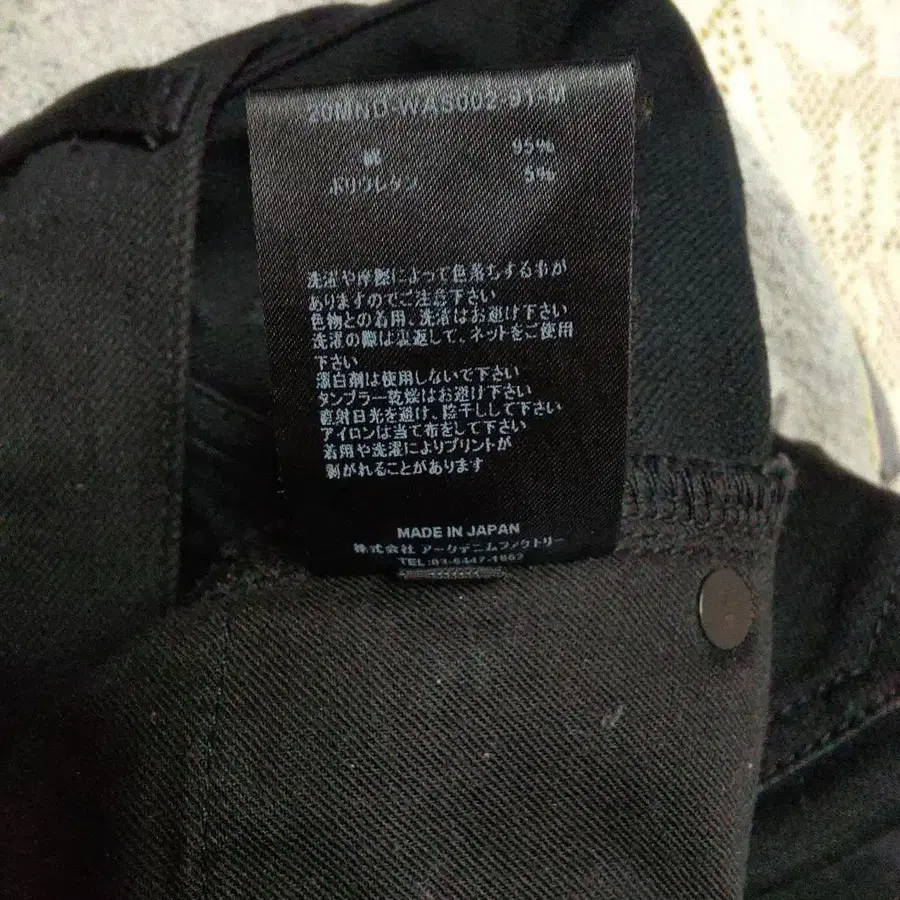 20MND-WAS002-91-M
綿 95%
ポリウレタン 5%
洗濯や摩擦によって色落ちする事が
ありますのでご注意下さい
色物との着用、洗濯はお避け下さい
洗濯の際は裏返して、ネットをご使用
下さい
漂白剤は使用しないで下さい
タンブラー乾燥はお避け下さい
直射日光を避け、陰干しして下さい
アイロンは当て布をして下さい
着用や洗濯によりプリントが
剥がれることがあります
MADE IN JAPAN
株式会社 アークデニムファクトリー
TEL:03-6447-1862